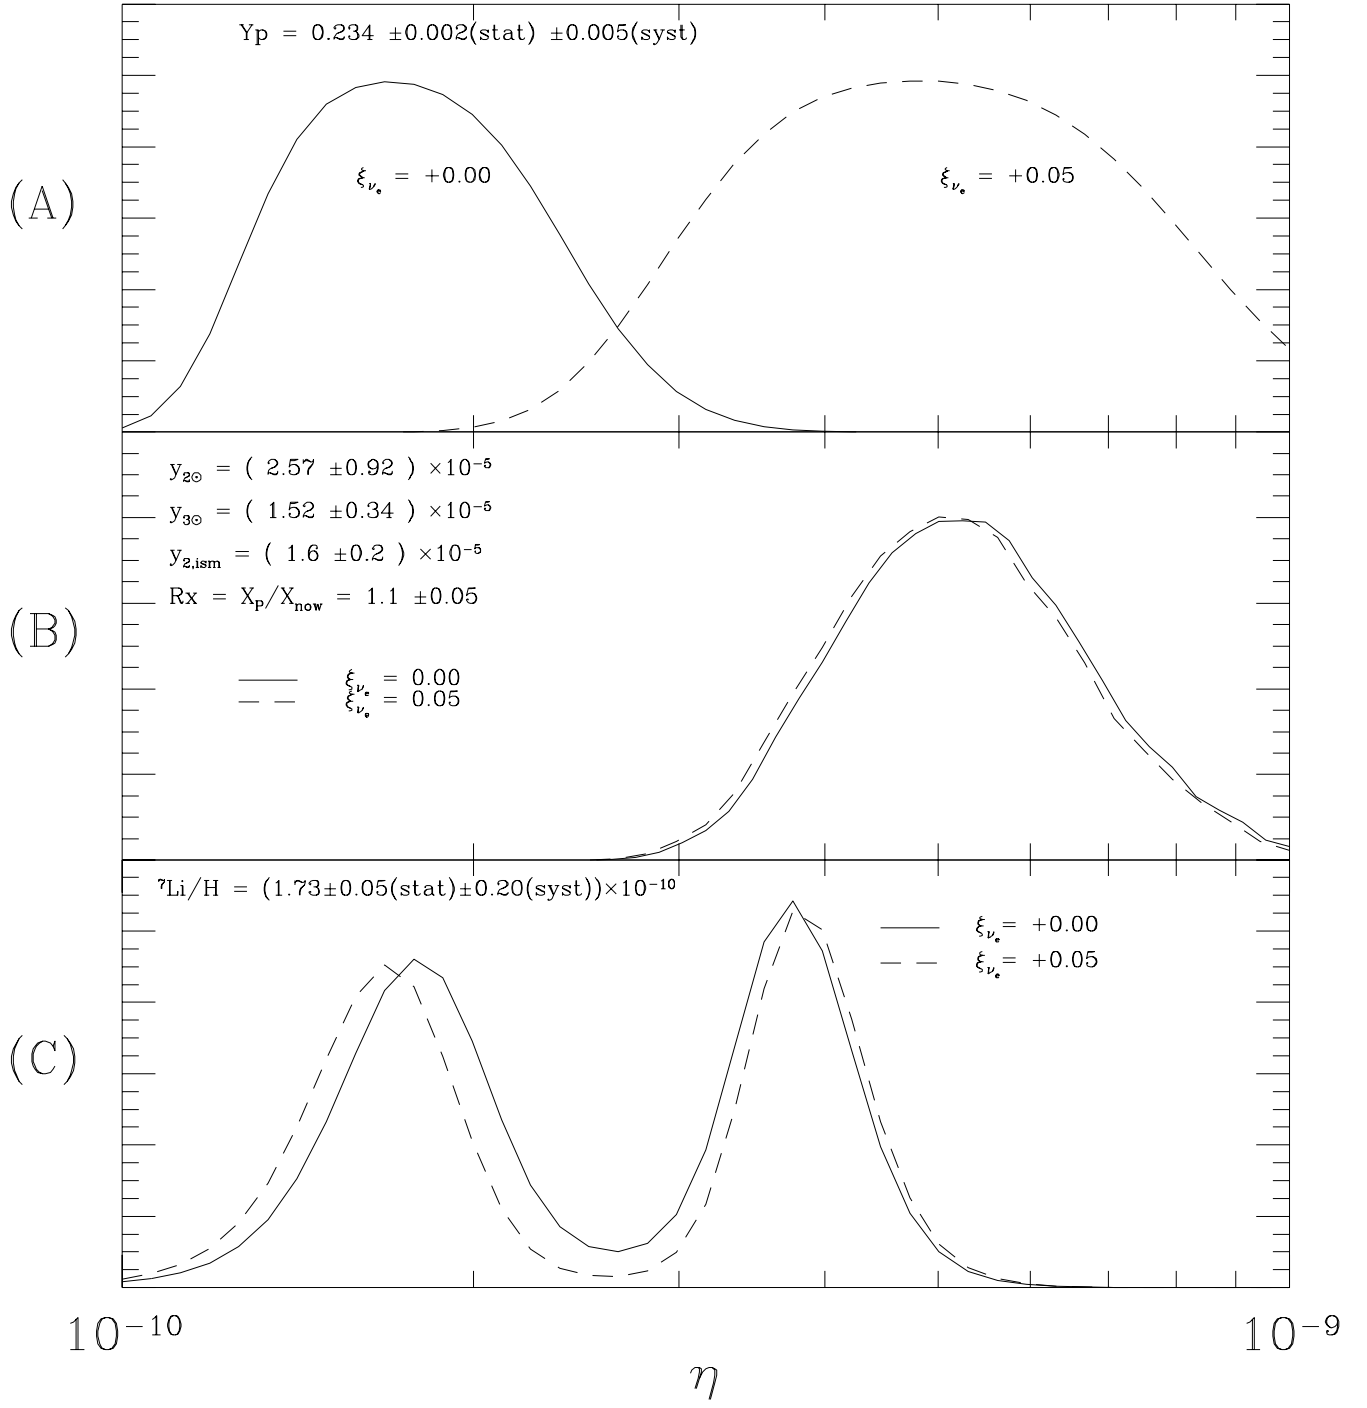 Yp = 0.234 ±0.002(stat) ±0.005(syst)
(A)
ξνₑ = +0.00
ξνₑ = +0.05
y₂⊙ = ( 2.57 ±0.92 ) ×10⁻⁵
y₃⊙ = ( 1.52 ±0.34 ) ×10⁻⁵
y₂,ism = ( 1.6 ±0.2 ) ×10⁻⁵
Rx = Xₚ/Xnow = 1.1 ±0.05
(B)
ξνₑ = 0.00
ξνₑ = 0.05
⁷Li/H = (1.73±0.05(stat)±0.20(syst))×10⁻¹⁰
ξνₑ= +0.00
ξνₑ= +0.05
(C)
10⁻¹⁰
10⁻⁹
η